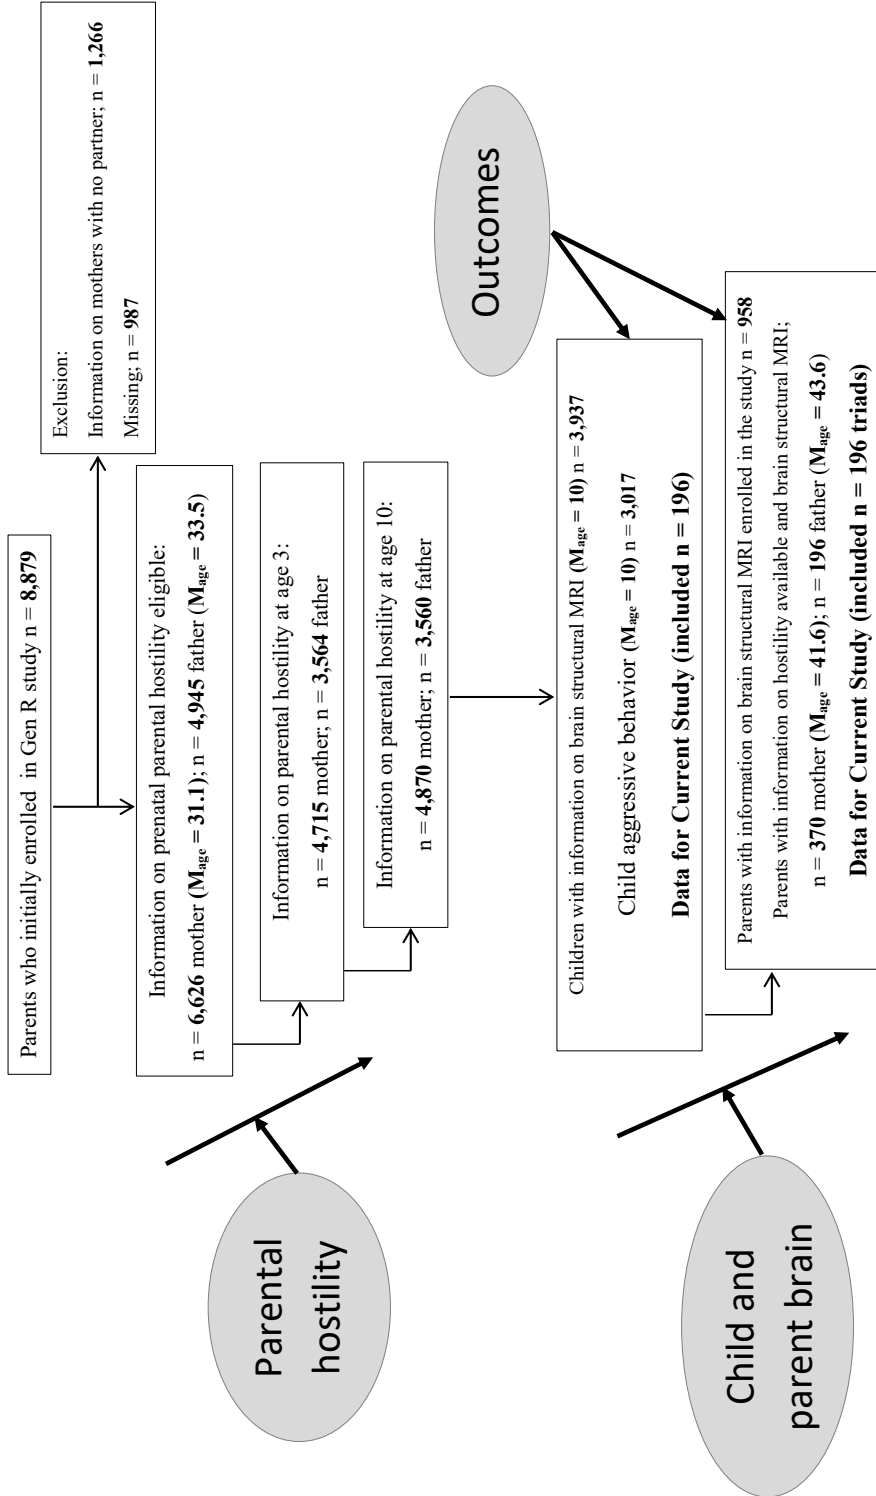 Parents who initially enrolled in Gen R study n = 8,879
Exclusion:
Information on mothers with no partner; n = 1,266
Missing; n = 987
Information on prenatal parental hostility eligible:
n = 6,626 mother (Mage = 31.1); n = 4,945 father (Mage = 33.5)
Information on parental hostility at age 3:
n = 4,715 mother; n = 3,564 father
Information on parental hostility at age 10:
n = 4,870 mother; n = 3,560 father
Parental
hostility
Outcomes
Children with information on brain structural MRI (Mage = 10) n = 3,937
Child aggressive behavior (Mage = 10) n = 3,017
Data for Current Study (included n = 196)
Parents with information on brain structural MRI enrolled in the study n = 958
Parents with information on hostility available and brain structural MRI;
n = 370 mother (Mage = 41.6); n = 196 father (Mage = 43.6)
Data for Current Study (included n = 196 triads)
Child and
parent brain